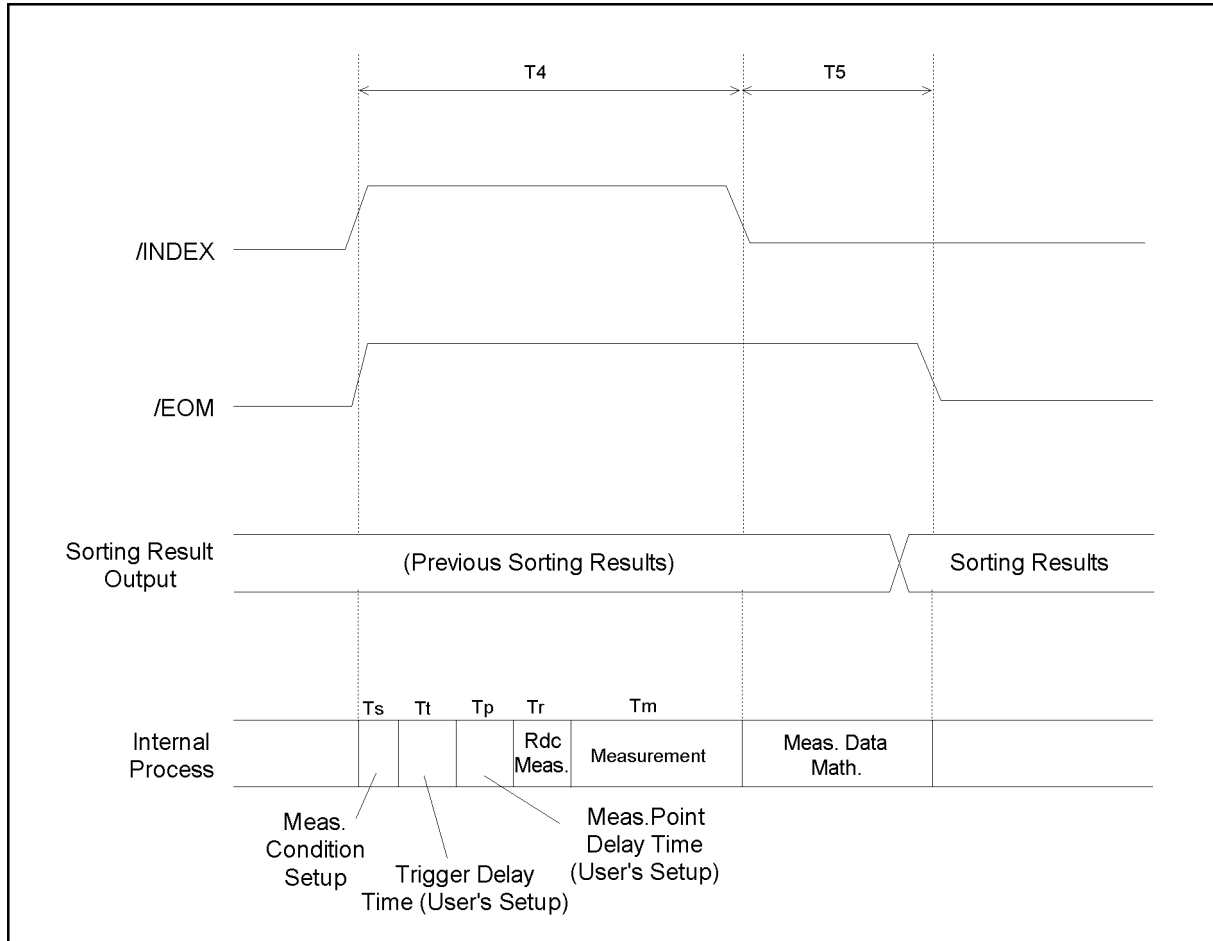 T4
T5
/INDEX
/EOM
Sorting Result
Output
(Previous Sorting Results)
Sorting Results
Ts
Tt
Tp
Tr
Tm
Internal
Process
Rdc
Meas.
Measurement
Meas. Data
Math.
Meas.
Condition
Setup
Trigger Delay
Time (User's Setup)
Meas.Point
Delay Time
(User's Setup)